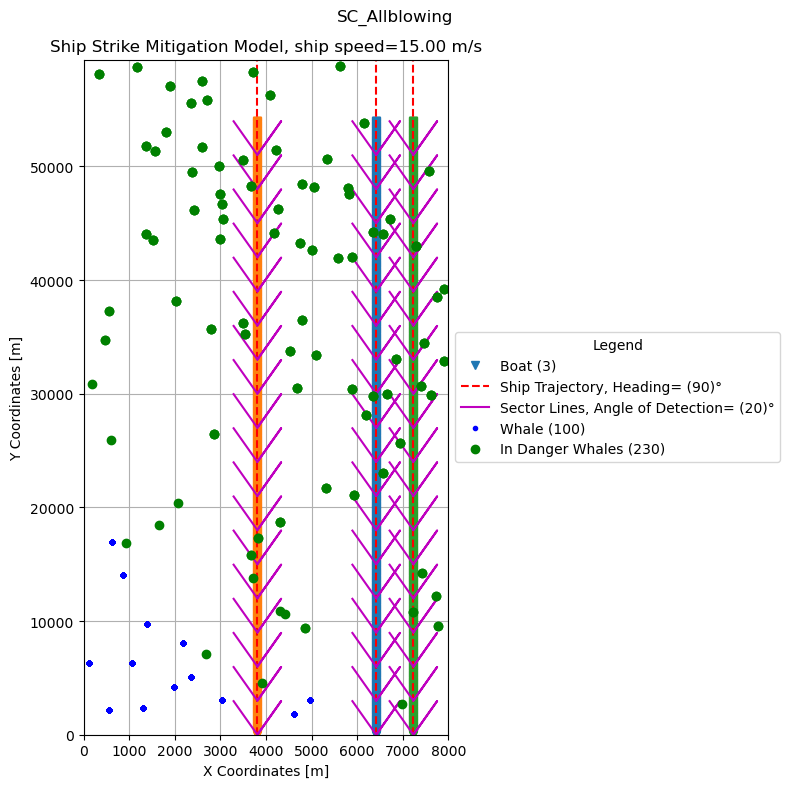 SC_Allblowing
Ship Strike Mitigation Model, ship speed=15.00 m/s
50000
40000
30000
20000
10000
0
Y Coordinates [m]
0 1000 2000 3000 4000 5000 6000 7000 8000
X Coordinates [m]
Legend
Boat (3)
Ship Trajectory, Heading= (90)°
Sector Lines, Angle of Detection= (20)°
Whale (100)
In Danger Whales (230)